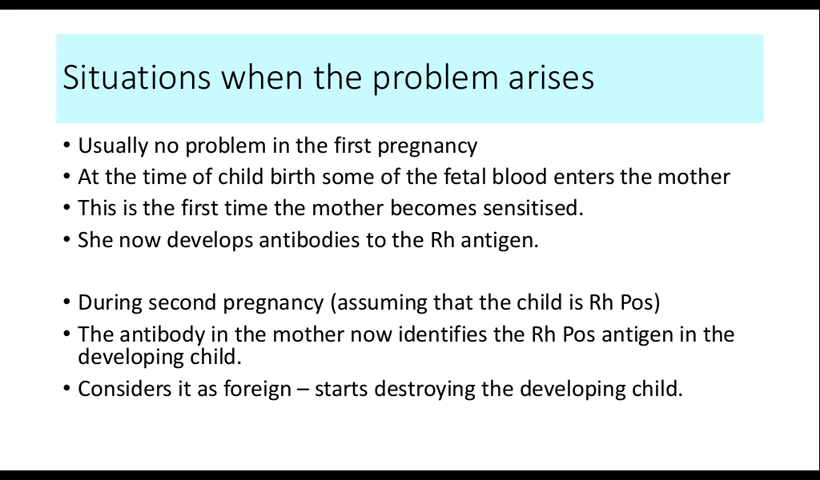 Situations when the problem arises
• Usually no problem in the first pregnancy
• At the time of child birth some of the fetal blood enters the mother
• This is the first time the mother becomes sensitised.
• She now develops antibodies to the Rh antigen.
• During second pregnancy (assuming that the child is Rh Pos)
• The antibody in the mother now identifies the Rh Pos antigen in the
developing child.
• Considers it as foreign – starts destroying the developing child.